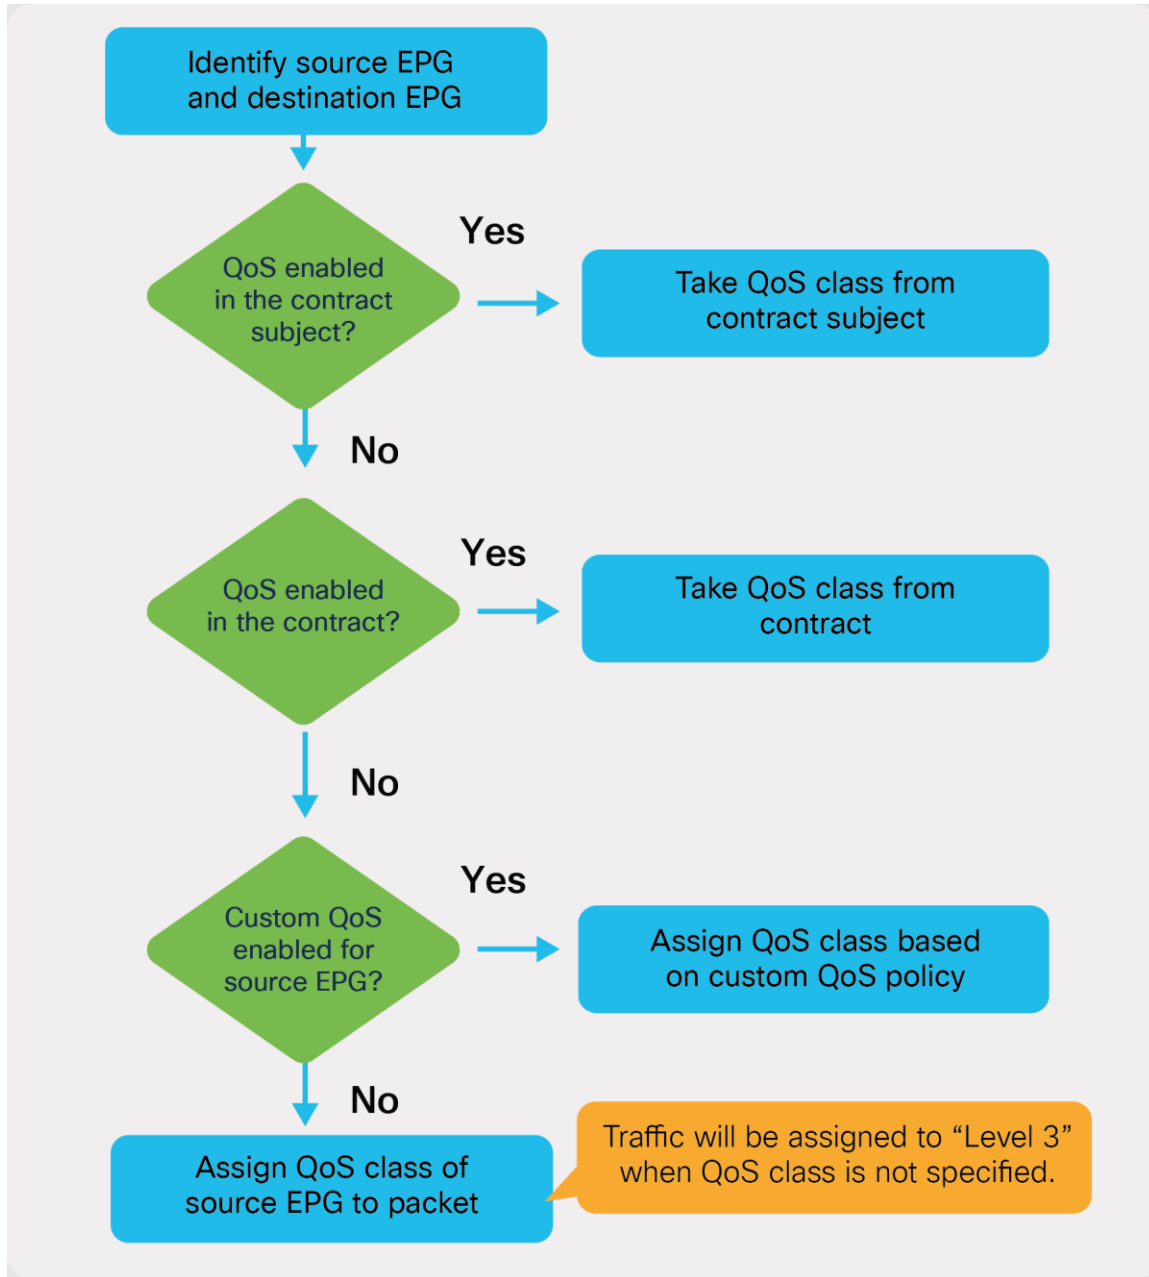 Identify source EPG
and destination EPG
QoS enabled
in the contract
subject?
Yes
Take QoS class from
contract subject
No
QoS enabled
in the contract?
Yes
Take QoS class from
contract
No
Custom QoS
enabled for
source EPG?
Yes
Assign QoS class based
on custom QoS policy
No
Assign QoS class of
source EPG to packet
Traffic will be assigned to “Level 3”
when QoS class is not specified.